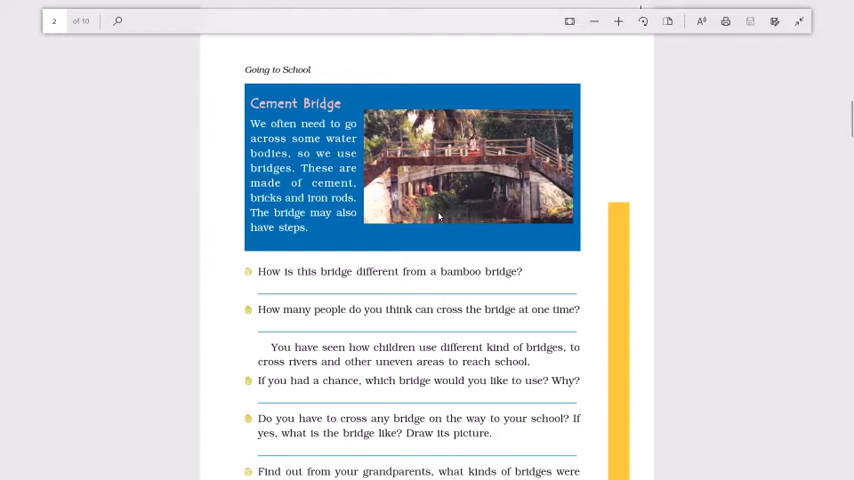 2 of 10
Going to School
Cement Bridge
We often need to go
across some water
bodies, so we use
bridges. These are
made of cement,
bricks and iron rods.
The bridge may also
have steps.
How is this bridge different from a bamboo bridge?
How many people do you think can cross the bridge at one time?
You have seen how children use different kind of bridges, to
cross rivers and other uneven areas to reach school.
If you had a chance, which bridge would you like to use? Why?
Do you have to cross any bridge on the way to your school? If
yes, what is the bridge like? Draw its picture.
Find out from your grandparents, what kinds of bridges were